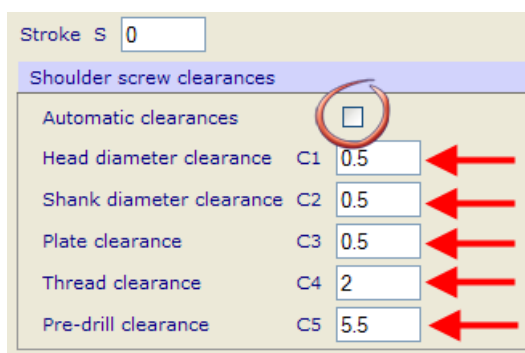 Stroke S 0
Shoulder screw clearances
Automatic clearances
Head diameter clearance C1 0.5
Shank diameter clearance C2 0.5
Plate clearance C3 0.5
Thread clearance C4 2
Pre-drill clearance C5 5.5